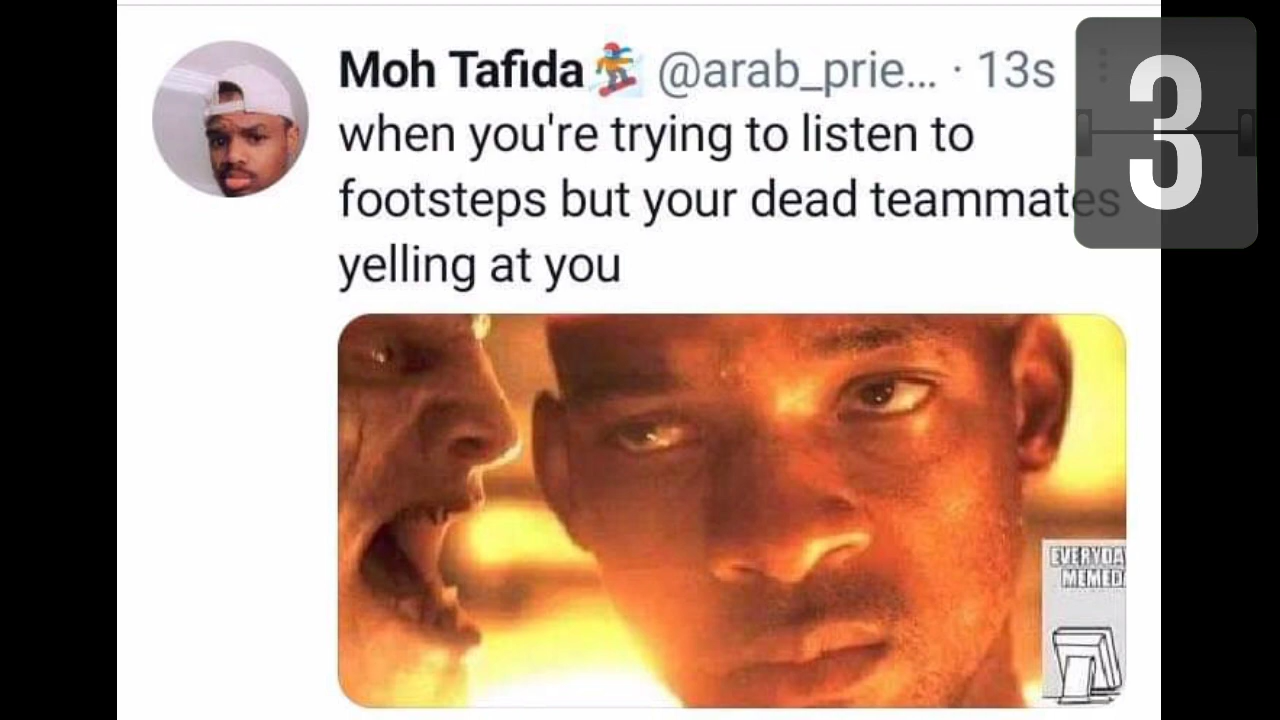 Moh Tafida🏂 @arab_prie... · 13s
when you're trying to listen to
footsteps but your dead teammates
yelling at you
3
EVERYDA
MEMED